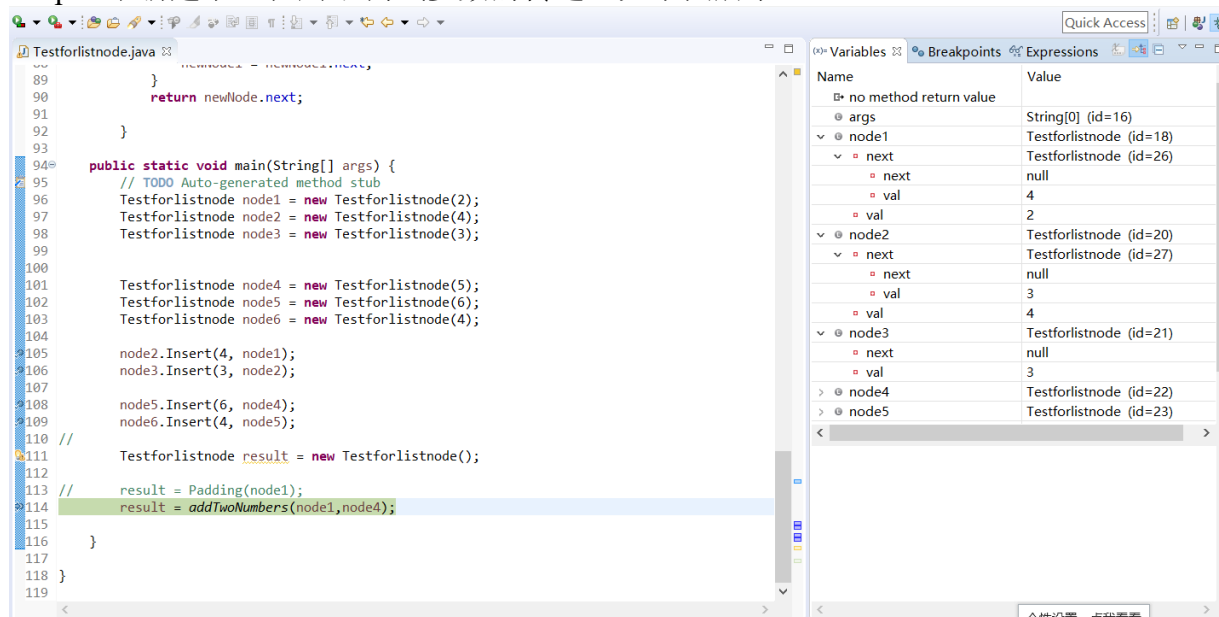 Quick Access
Testforlistnode.java
89 }
90 return newNode.next;
91
92 }
93
94 public static void main(String[] args) {
95 // TODO Auto-generated method stub
96 Testforlistnode node1 = new Testforlistnode(2);
97 Testforlistnode node2 = new Testforlistnode(4);
98 Testforlistnode node3 = new Testforlistnode(3);
99
100
101 Testforlistnode node4 = new Testforlistnode(5);
102 Testforlistnode node5 = new Testforlistnode(6);
103 Testforlistnode node6 = new Testforlistnode(4);
104
105 node2.Insert(4, node1);
106 node3.Insert(3, node2);
107
108 node5.Insert(6, node4);
109 node6.Insert(4, node5);
110 //
111 Testforlistnode result = new Testforlistnode();
112
113 // result = Padding(node1);
114 result = addTwoNumbers(node1,node4);
115
116 }
117
118 }
119
(x)= Variables Breakpoints Expressions
Name Value
no method return value
args String[0] (id=16)
node1 Testforlistnode (id=18)
next Testforlistnode (id=26)
next null
val 4
val 2
node2 Testforlistnode (id=20)
next Testforlistnode (id=27)
next null
val 3
val 4
node3 Testforlistnode (id=21)
next null
val 3
node4 Testforlistnode (id=22)
node5 Testforlistnode (id=23)